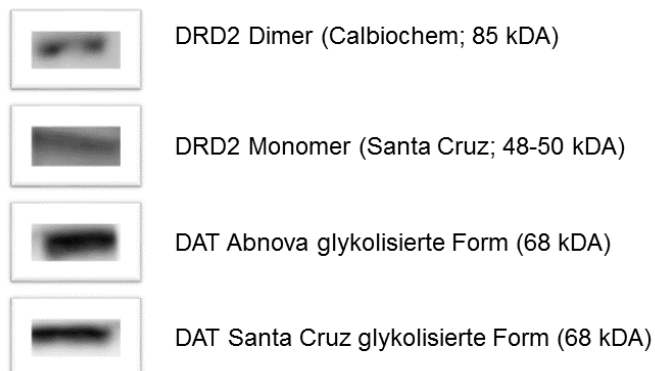 DRD2 Dimer (Calbiochem; 85 kDA)
DRD2 Monomer (Santa Cruz; 48-50 kDA)
DAT Abnova glykolisierte Form (68 kDA)
DAT Santa Cruz glykolisierte Form (68 kDA)